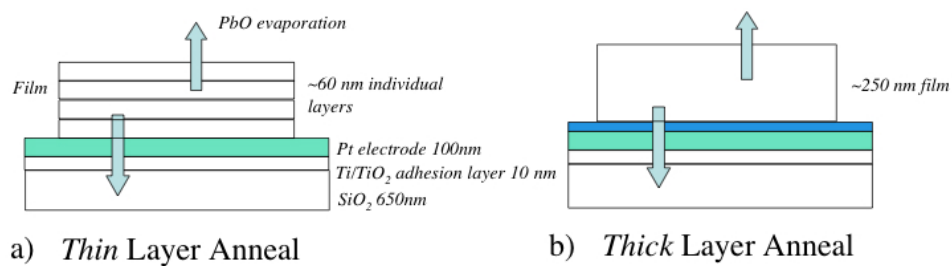 PbO evaporation
Film
~60 nm individual
layers
Pt electrode 100nm
Ti/TiO₂ adhesion layer 10 nm
SiO₂ 650nm
a) Thin Layer Anneal
~250 nm film
b) Thick Layer Anneal